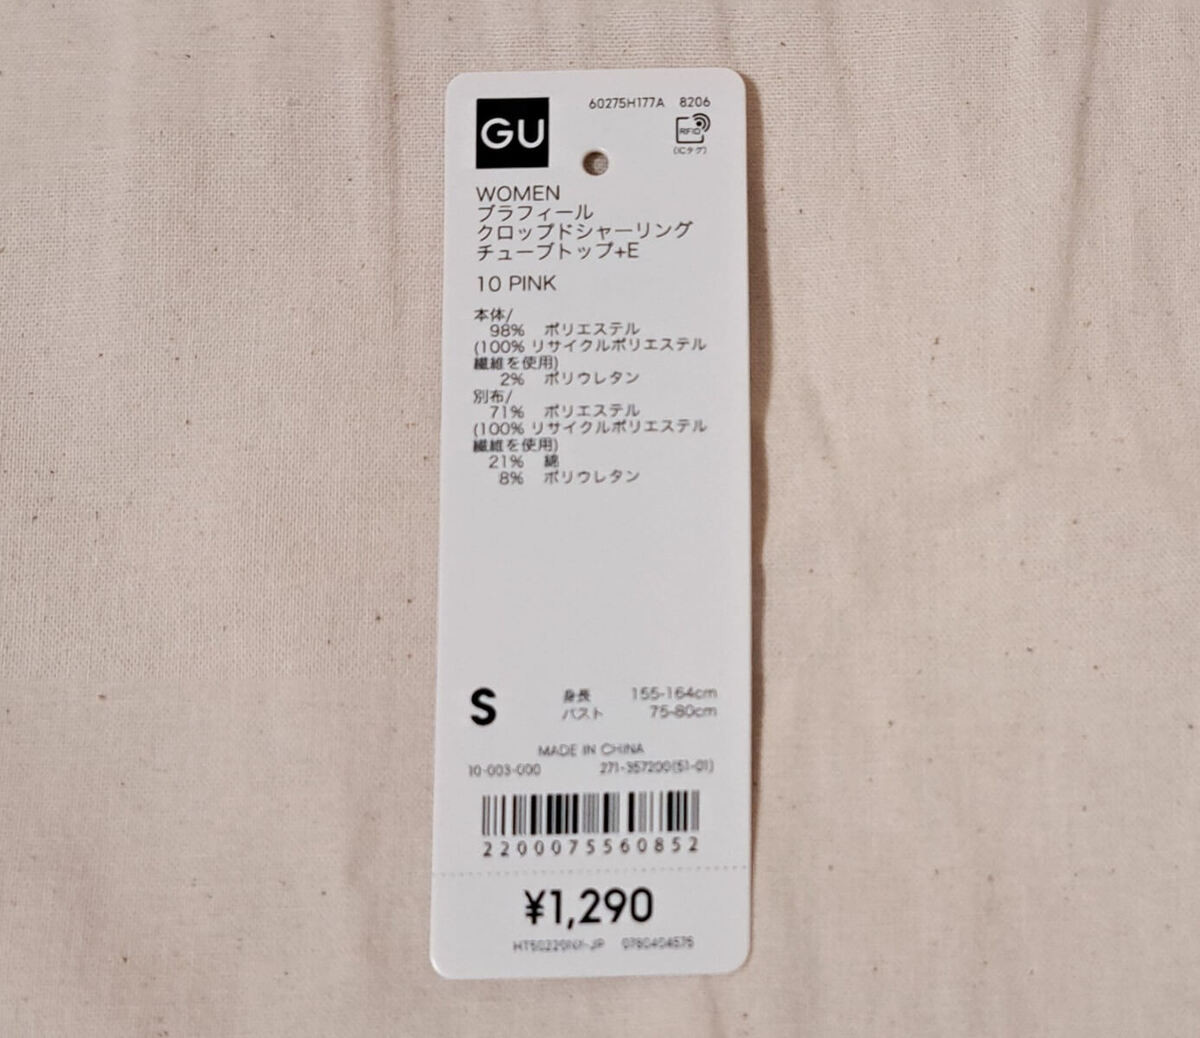 GU
60275H177A 8206
RFID
(ICタグ)
WOMEN
ブラフィール
クロップドシャーリング
チューブトップ+E
10 PINK
本体/
98% ポリエステル
(100% リサイクルポリエステル
繊維を使用)
2% ポリウレタン
別布/
71% ポリエステル
(100% リサイクルポリエステル
繊維を使用)
21% 綿
8% ポリウレタン
S
身長 155-164cm
バスト 75-80cm
MADE IN CHINA
10-003-000 271-357200(51-01)
2200075560852
¥1,290
0760404575